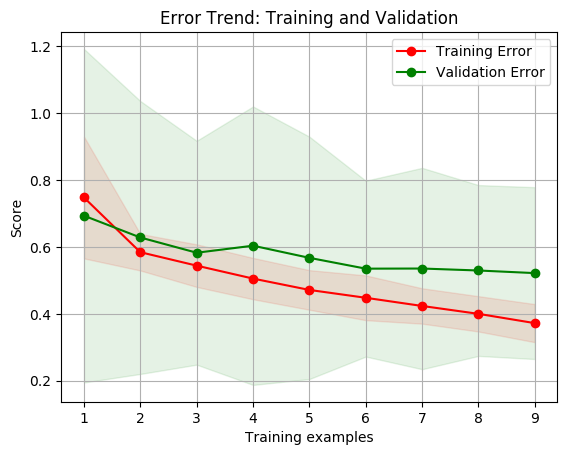 Error Trend: Training and Validation
Training Error
Validation Error
Score
1.2
1.0
0.8
0.6
0.4
0.2
1 2 3 4 5 6 7 8 9
Training examples